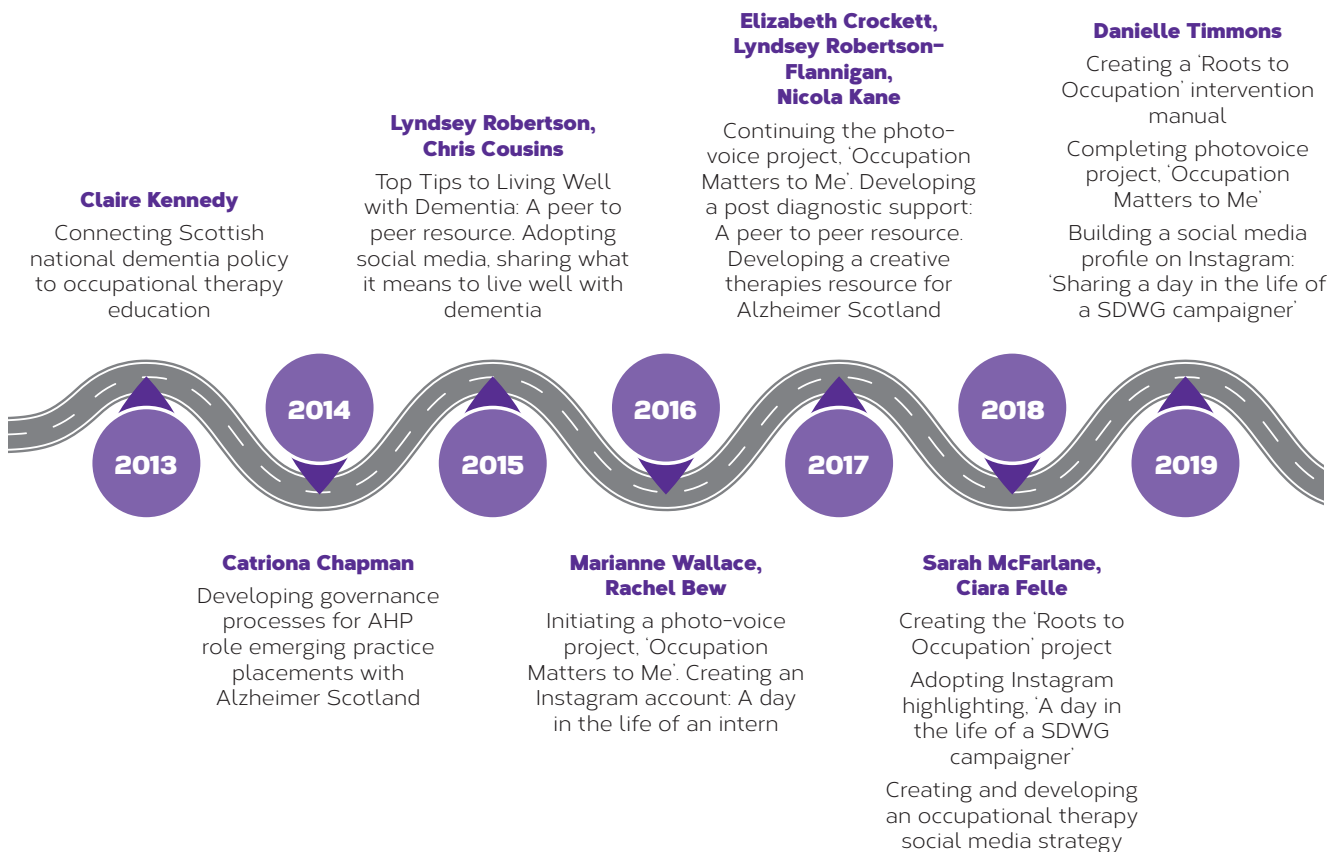 Claire Kennedy
Connecting Scottish
national dementia policy
to occupational therapy
education
Lyndsey Robertson,
Chris Cousins
Top Tips to Living Well
with Dementia: A peer to
peer resource. Adopting
social media, sharing what
it means to live well with
dementia
Elizabeth Crockett,
Lyndsey Robertson-
Flannigan,
Nicola Kane
Continuing the photo-
voice project, ‘Occupation
Matters to Me’. Developing
a post diagnostic support:
A peer to peer resource.
Developing a creative
therapies resource for
Alzheimer Scotland
Danielle Timmons
Creating a ‘Roots to
Occupation’ intervention
manual
Completing photovoice
project, ‘Occupation
Matters to Me’
Building a social media
profile on Instagram:
‘Sharing a day in the life of
a SDWG campaigner’
2013
2014
2015
2016
2017
2018
2019
Catriona Chapman
Developing governance
processes for AHP
role emerging practice
placements with
Alzheimer Scotland
Marianne Wallace,
Rachel Bew
Initiating a photo-voice
project, ‘Occupation
Matters to Me’. Creating an
Instagram account: A day
in the life of an intern
Sarah McFarlane,
Ciara Felle
Creating the ‘Roots to
Occupation’ project
Adopting Instagram
highlighting, ‘A day in
the life of a SDWG
campaigner’
Creating and developing
an occupational therapy
social media strategy